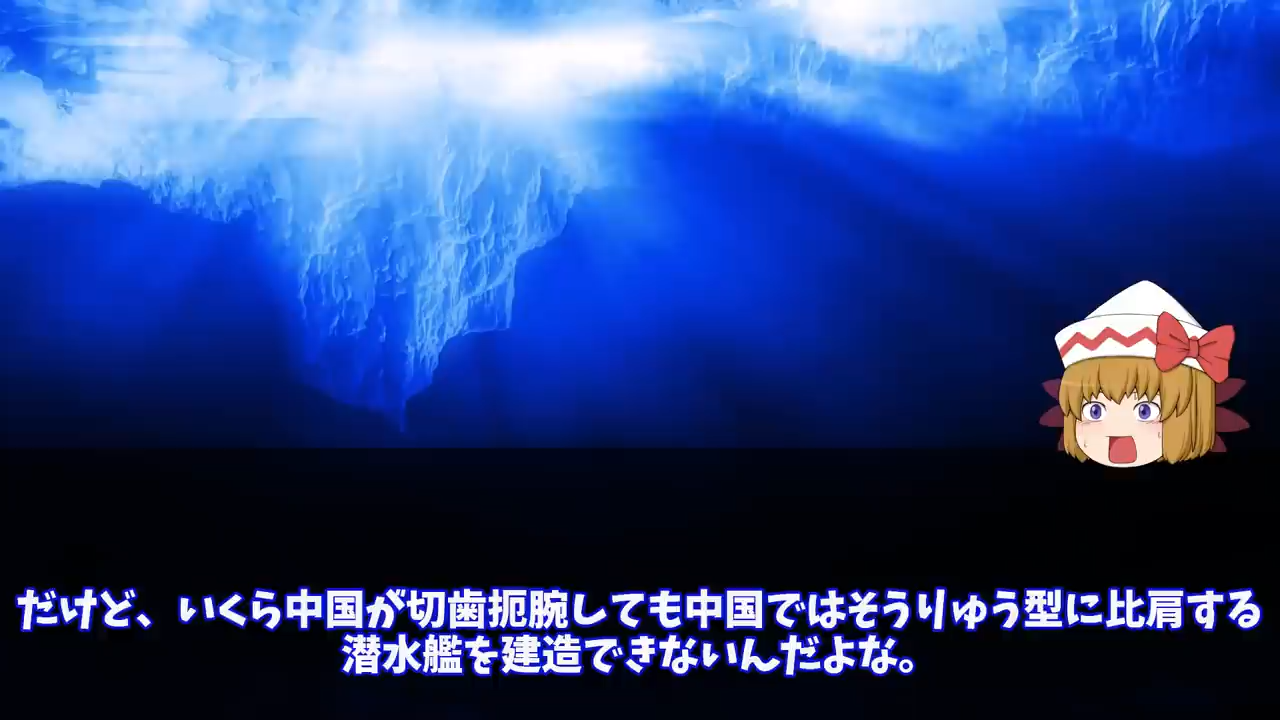 だけど、いくら中国が切歯扼腕しても中国ではそうりゅう型に比肩する
潜水艦を建造できないんだよな。